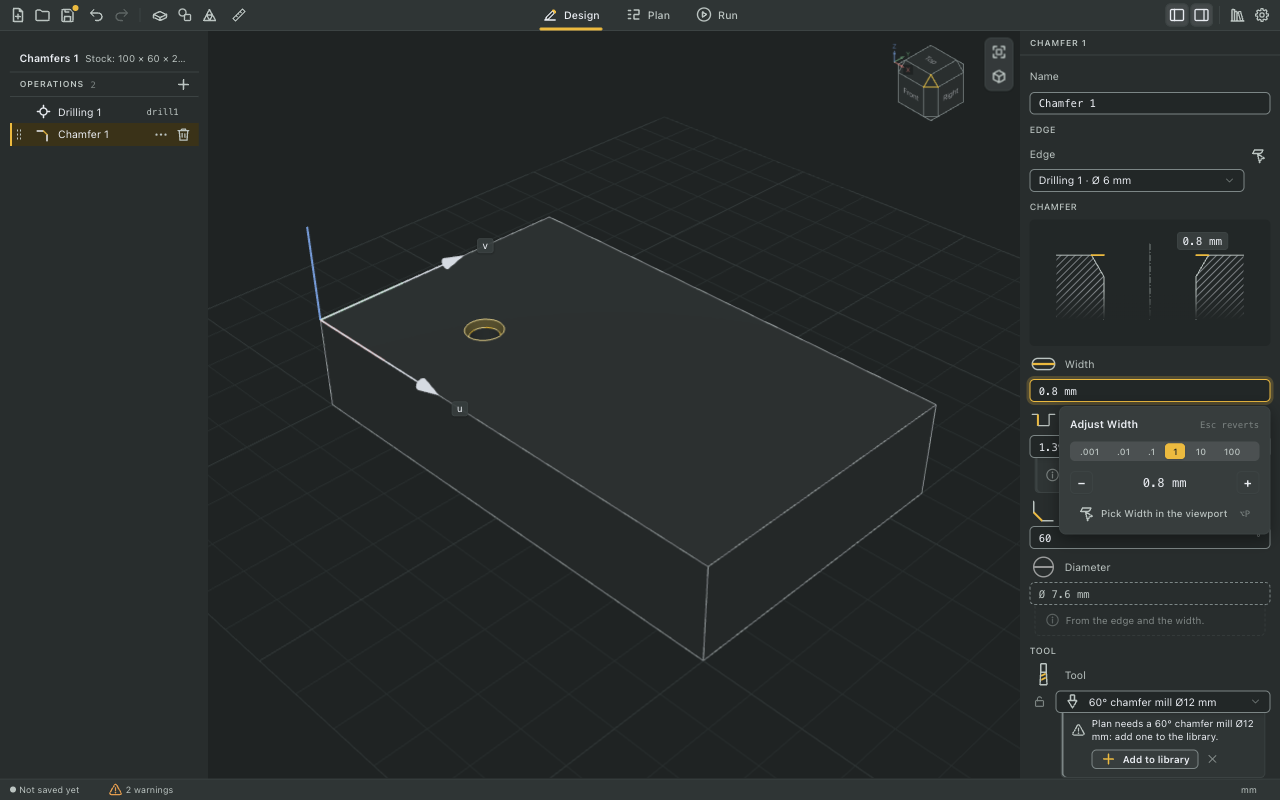 Design
Plan
Run
Chamfers 1 Stock: 100 × 60 × 2…
OPERATIONS 2
Drilling 1 drill1
Chamfer 1
v
u
Z
Top
Front
Right
CHAMFER 1
Name
Chamfer 1
EDGE
Edge
Drilling 1 · Ø 6 mm
CHAMFER
0.8 mm
Width
0.8 mm
Adjust Width Esc reverts
.001 .01 .1 1 10 100
− 0.8 mm +
Pick Width in the viewport ⌥P
60 °
Diameter
Ø 7.6 mm
From the edge and the width.
TOOL
Tool
60° chamfer mill Ø12 mm
Plan needs a 60° chamfer mill Ø12
mm: add one to the library.
Add to library
Not saved yet
2 warnings
mm